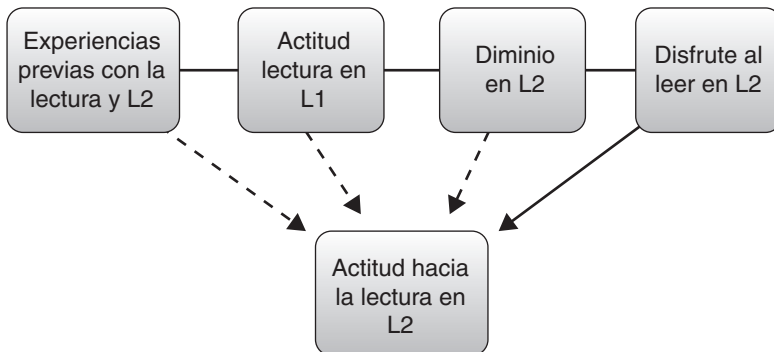 Experiencias
previas con la
lectura y L2
Actitud
lectura en
L1
Diminio
en L2
Disfrute al
leer en L2
Actitud hacia
la lectura en
L2